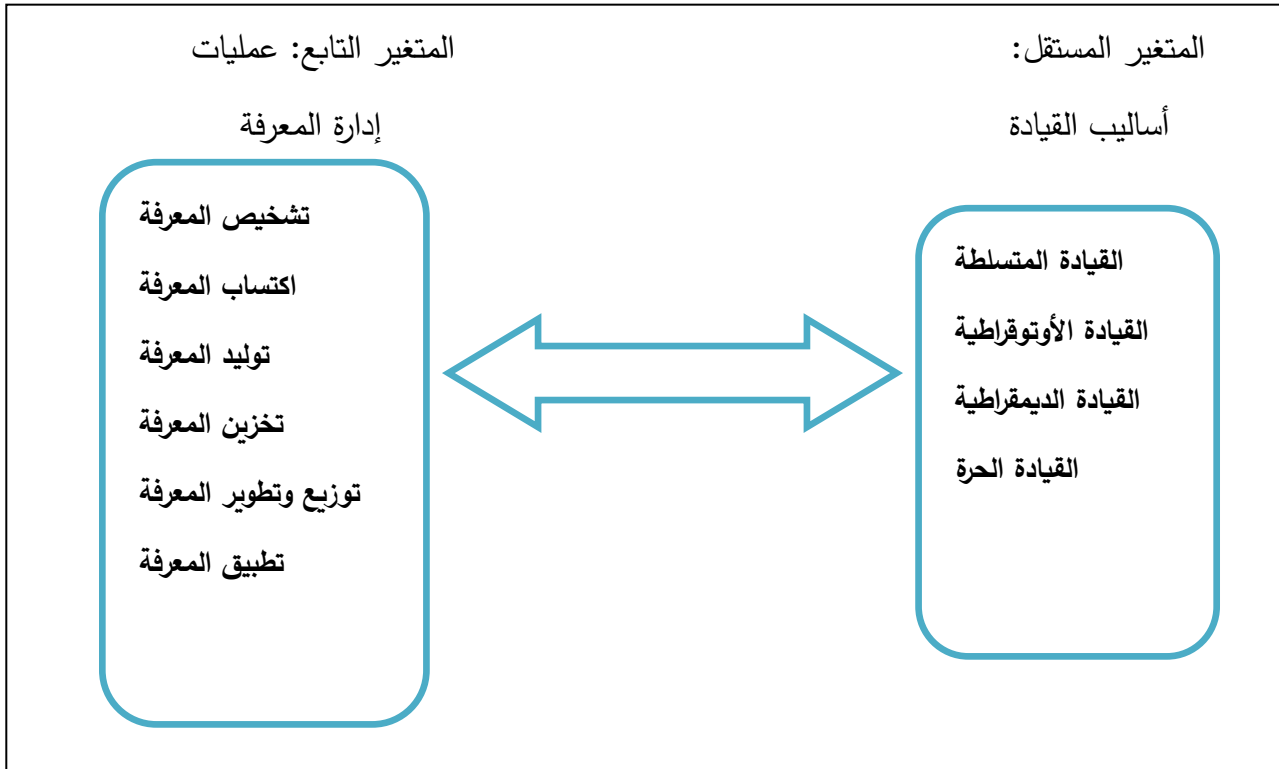 المتغير المستقل:
أساليب القيادة
القيادة المتسلطة
القيادة الأوتوقراطية
القيادة الديمقراطية
القيادة الحرة
المتغير التابع: عمليات
إدارة المعرفة
تشخيص المعرفة
اكتساب المعرفة
توليد المعرفة
تخزين المعرفة
توزيع وتطوير المعرفة
تطبيق المعرفة